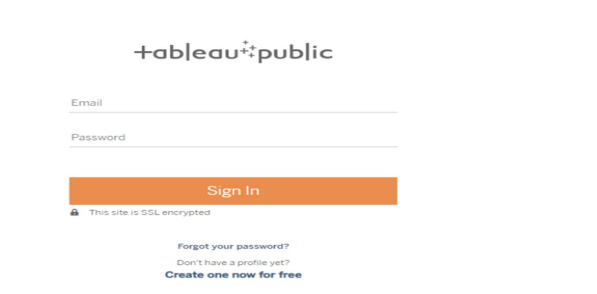 +ableau public
Email
Password
Sign In
This site is SSL encrypted
Forgot your password?
Don't have a profile yet?
Create one now for free